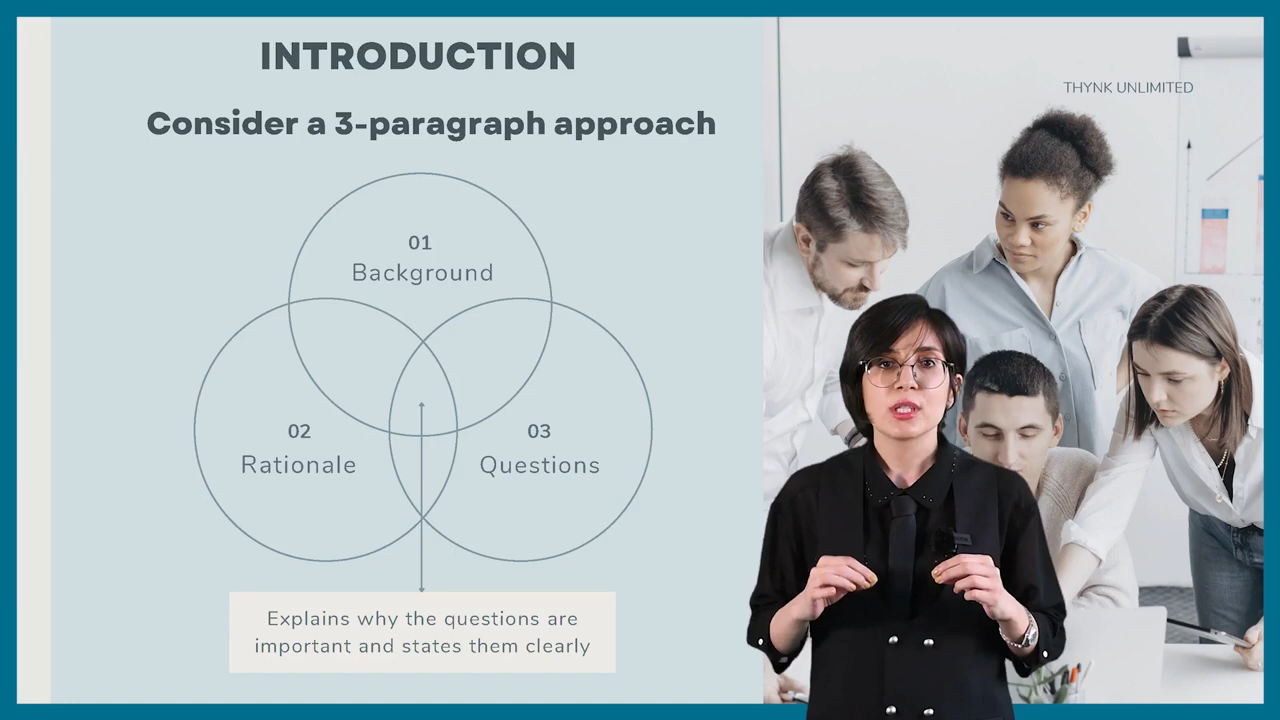 INTRODUCTION
Consider a 3-paragraph approach
THYNK UNLIMITED
01
Background
02
Rationale
03
Questions
Explains why the questions are
important and states them clearly